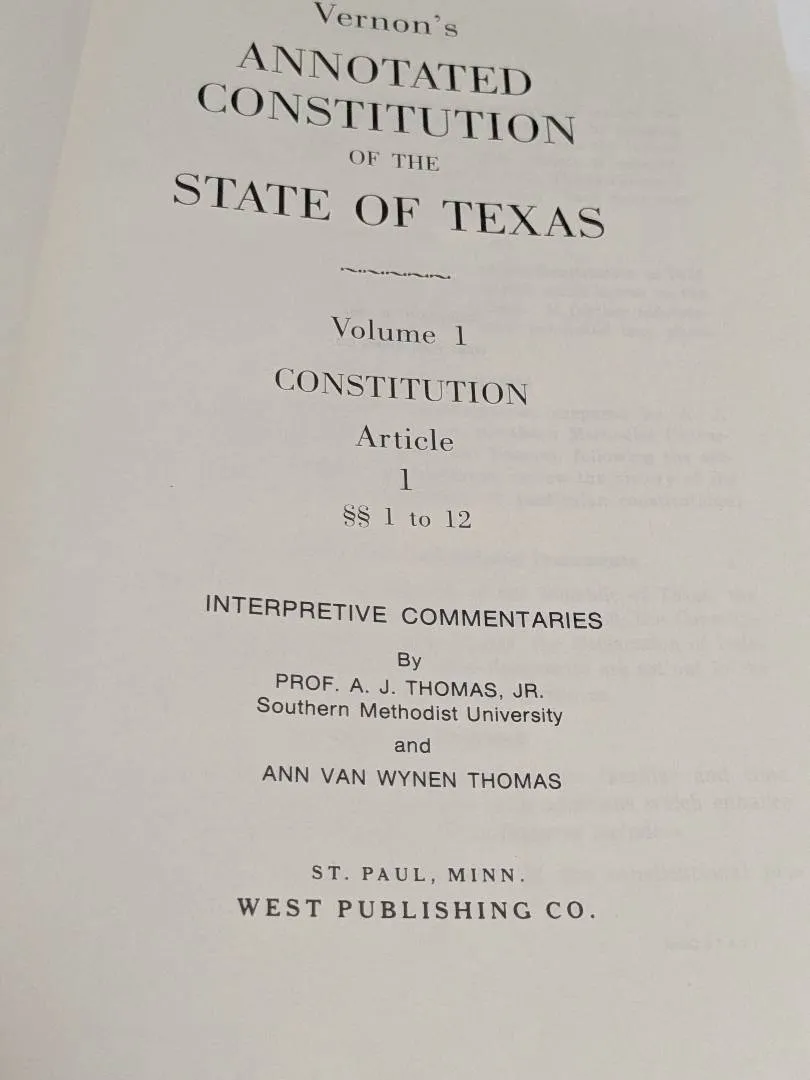 Vernon's
ANNOTATED
CONSTITUTION
OF THE
STATE OF TEXAS
Volume 1
CONSTITUTION
Article
1
§§ 1 to 12
INTERPRETIVE COMMENTARIES
By
PROF. A. J. THOMAS, JR.
Southern Methodist University
and
ANN VAN WYNEN THOMAS
ST. PAUL, MINN.
WEST PUBLISHING CO.